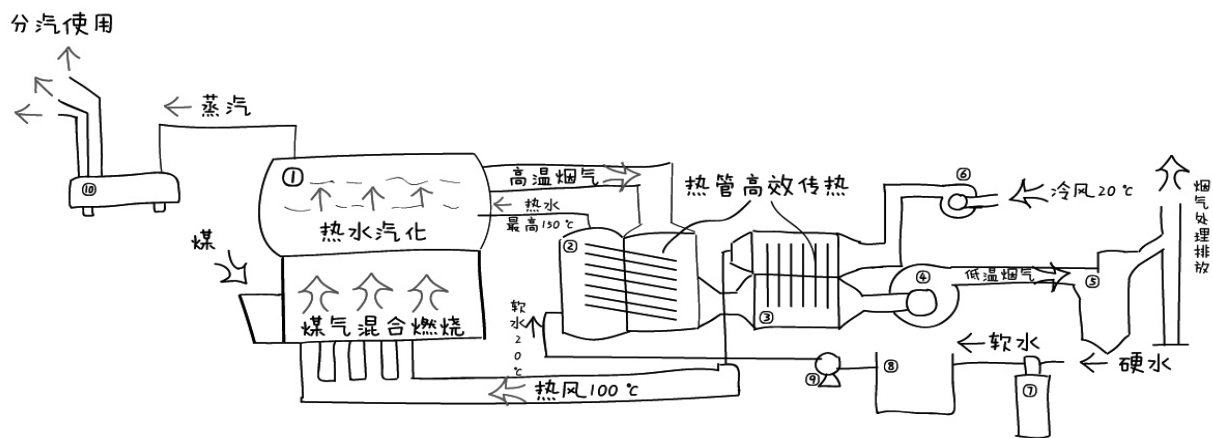 分汽使用
蒸汽
⑩
①
高温烟气
热水
最高150℃
热水汽化
煤
煤气混合燃烧
②
热管高效传热
③
④
⑤
⑥
冷风20℃
低温烟气
烟气处理排放
软水20℃
热风100℃
⑨
⑧
软水
硬水
⑦